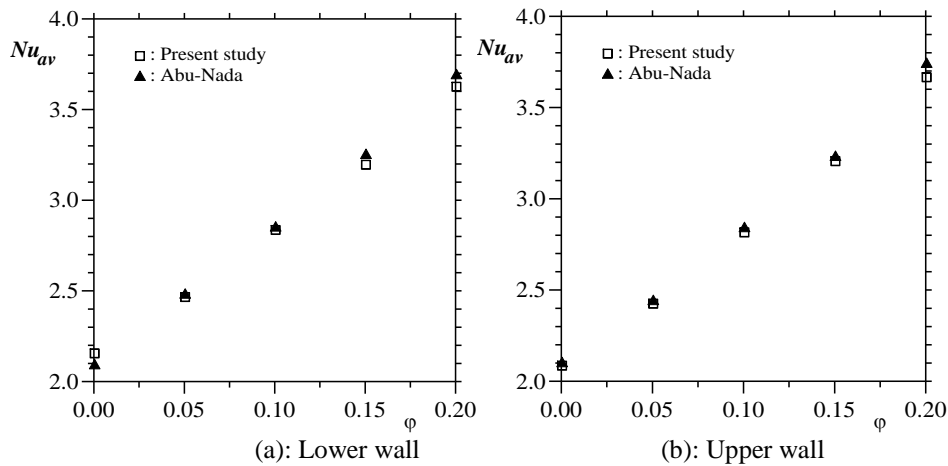 4.0
Nu_av
□ : Present study
▲ : Abu-Nada
3.5
3.0
2.5
2.0
0.00 0.05 0.10 0.15 0.20
φ
(a): Lower wall
4.0
Nu_av
□ : Present study
▲ : Abu-Nada
3.5
3.0
2.5
2.0
0.00 0.05 0.10 0.15 0.20
φ
(b): Upper wall